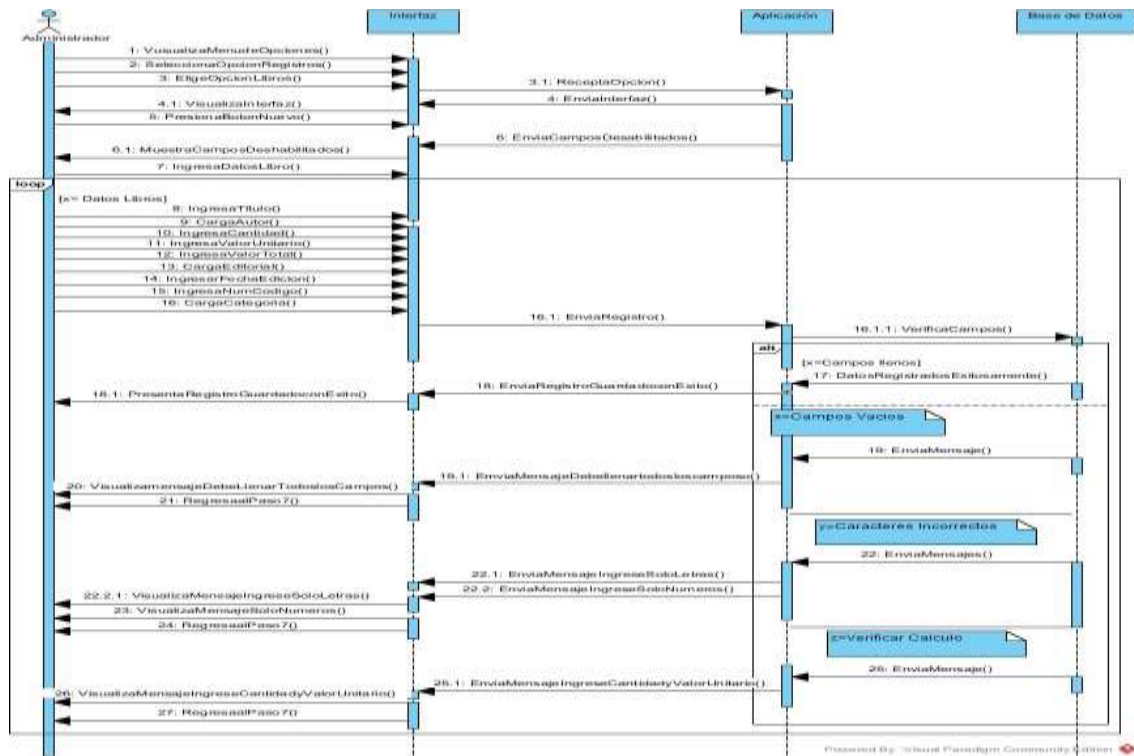 Administrador
Interfaz
Aplicación
Base de Datos
1: VusualizaMenudeOpciones()
2: SeleccionaOpcionRegistros()
3: EligeOpcionLibros()
3.1: ReceptaOpcion()
4: EnviaInterfaz()
4.1: VisualizaInterfaz()
5: PresionaBotonNuevo()
6: EnviaCamposDesabilitados()
6.1: MuestraCamposDeshabilitados()
7: IngresaDatosLibro()
loop
[x= Datos Libros]
8: IngresaTitulo()
9: CargaAutor()
10: IngresaCantidad()
11: IngresaValorUnitario()
12: IngresaValorTotal()
13: CargaEditorial()
14: IngresarFechaEdicion()
15: IngresaNumCodigo()
16: CargaCategoria()
16.1: EnviaRegistro()
16.1.1: VerificaCampos()
alt
[x=Campos llenos]
17: DatosRegistradosExitosamente()
18: EnviaRegistroGuardadoconExito()
18.1: PresentaRegistroGuardadoconExito()
x=Campos Vacios
19: EnviaMensaje()
19.1: EnviaMensajeDebellenartodosloscamposo()
20: VisualizamensajeDebeLlenarTodoslosCampos()
21: RegresaalPaso7()
y=Caracteres Incorrectos
22: EnviaMensajes()
22.1: EnviaMensajeIngreseSoloLetras()
22.2: EnviaMensajeIngreseSoloNumeros()
22.2.1: VisualizaMensajeIngreseSoloLetras()
23: VisualizaMensajeSoloNumeros()
24: RegresaalPaso7()
z=Verificar Calculo
25: EnviaMensaje()
25.1: EnviaMensajeIngreseCantidadyValorUnitario()
26: VisualizaMensajeIngreseCantidadyValorUnitario()
27: RegresaalPaso7()
Powered By Visual Paradigm Community Edition